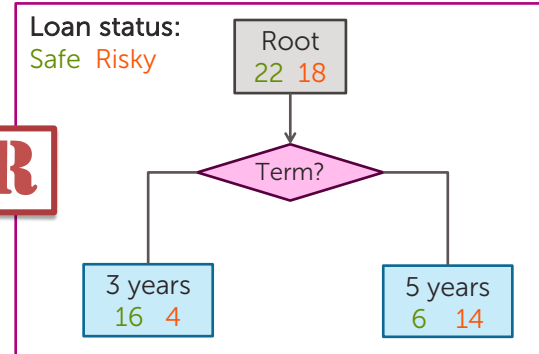 Loan status:
Safe Risky
Root
22 18
R
Term?
3 years
16 4
5 years
6 14